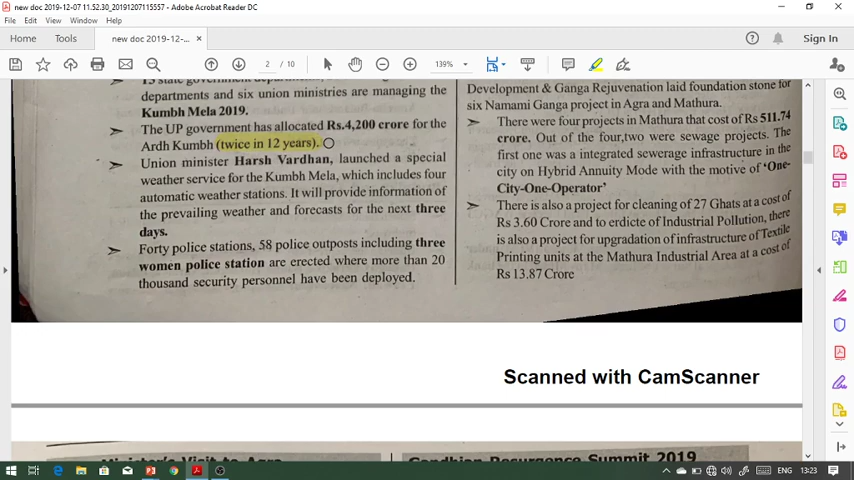 new doc 2019-12-07 11.52.30_20191207115557 - Adobe Acrobat Reader DC
File Edit View Window Help
Home Tools new doc 2019-12-... × Sign In
2 / 10 139%
departments and six union ministries are managing the
Kumbh Mela 2019.
➢ The UP government has allocated Rs.4,200 crore for the
Ardh Kumbh (twice in 12 years).
➢ Union minister Harsh Vardhan, launched a special
weather service for the Kumbh Mela, which includes four
automatic weather stations. It will provide information of
the prevailing weather and forecasts for the next three
days.
➢ Forty police stations, 58 police outposts including three
women police station are erected where more than 20
thousand security personnel have been deployed.
Development & Ganga Rejuvenation laid foundation stone for
six Namami Ganga project in Agra and Mathura.
➢ There were four projects in Mathura that cost of Rs 511.74
crore. Out of the four,two were sewage projects. The
first one was a integrated sewerage infrastructure in the
city on Hybrid Annuity Mode with the motive of ‘One-
City-One-Operator’
➢ There is also a project for cleaning of 27 Ghats at a cost of
Rs 3.60 Crore and to erdicte of Industrial Pollution, there
is also a project for upgradation of infrastructure of Textile
Printing units at the Mathura Industrial Area at a cost of
Rs 13.87 Crore
Scanned with CamScanner
Minister's Visit to Agra
Gandhian Resurgence Summit 2019
ENG 13:23